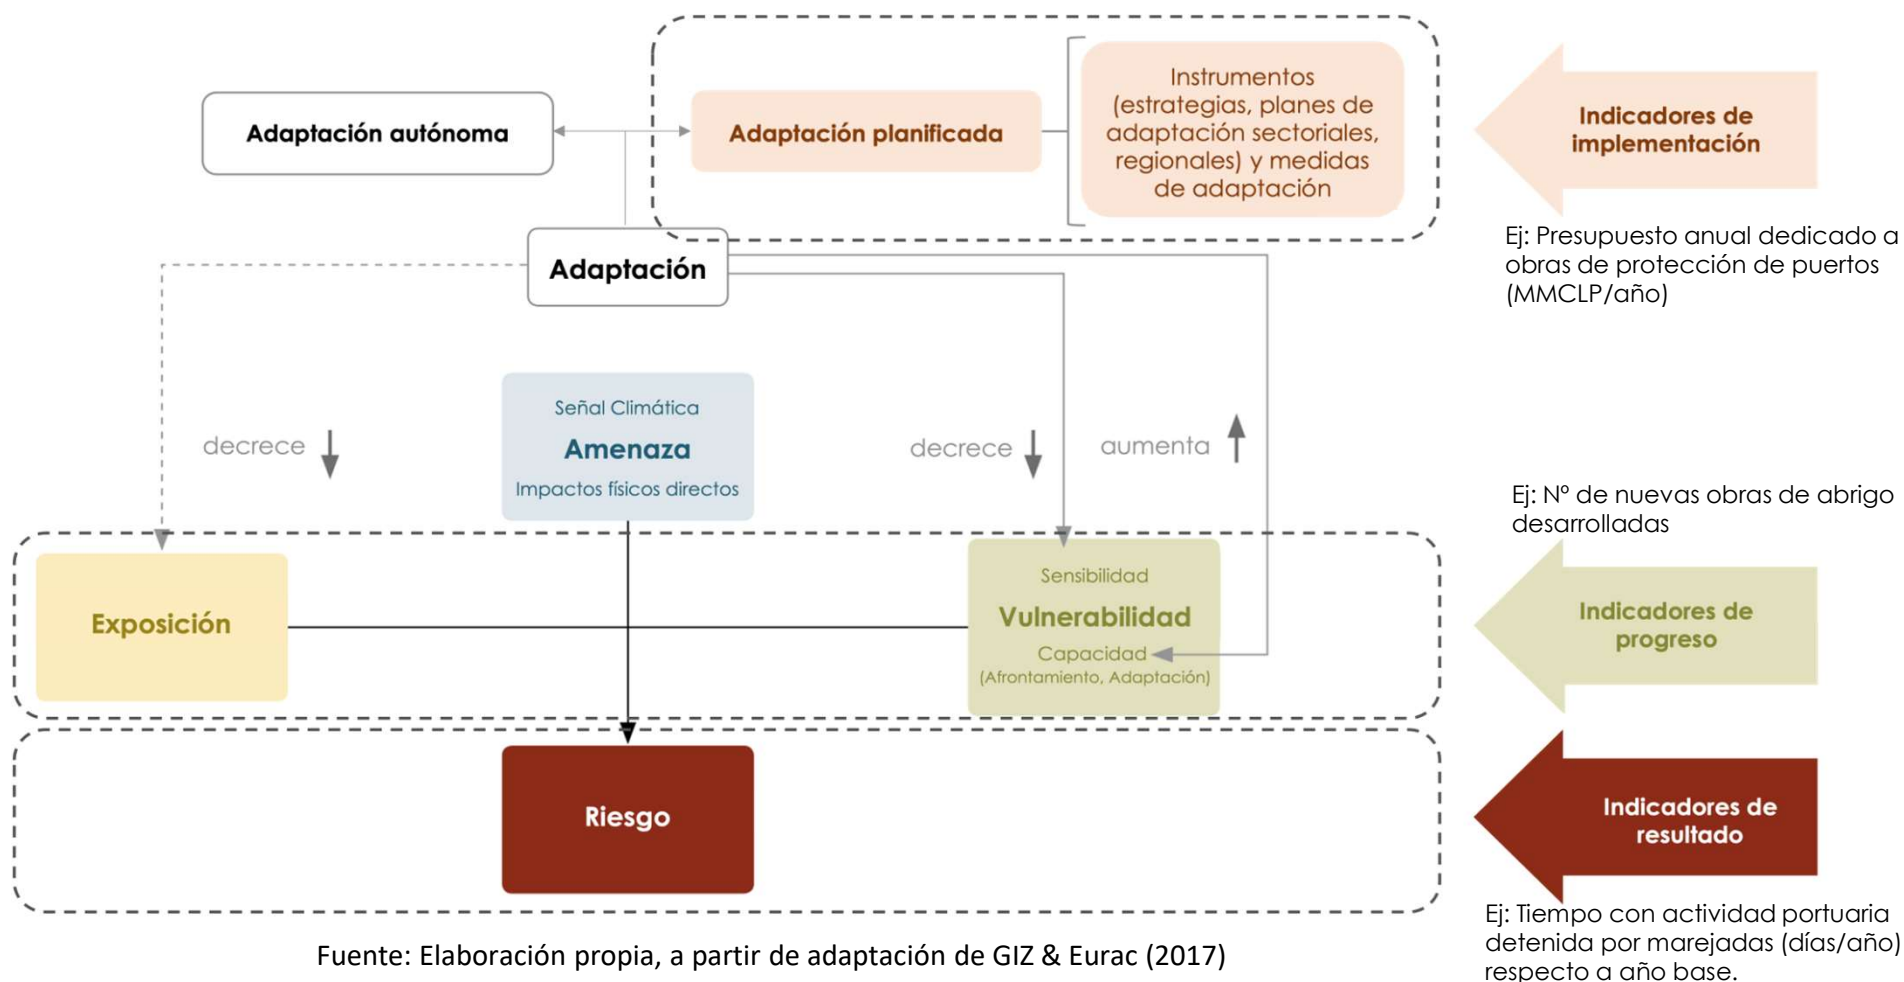 Adaptación autónoma
Adaptación planificada
Instrumentos
(estrategias, planes de
adaptación sectoriales,
regionales) y medidas
de adaptación
Indicadores de
implementación
Ej: Presupuesto anual dedicado a
obras de protección de puertos
(MMCLP/año)
Adaptación
decrece
Señal Climática
Amenaza
Impactos físicos directos
decrece
aumenta
Ej: Nº de nuevas obras de abrigo
desarrolladas
Exposición
Sensibilidad
Vulnerabilidad
Capacidad
(Afrontamiento, Adaptación)
Indicadores de
progreso
Riesgo
Indicadores de
resultado
Ej: Tiempo con actividad portuaria
detenida por marejadas (días/año)
respecto a año base.
Fuente: Elaboración propia, a partir de adaptación de GIZ & Eurac (2017)